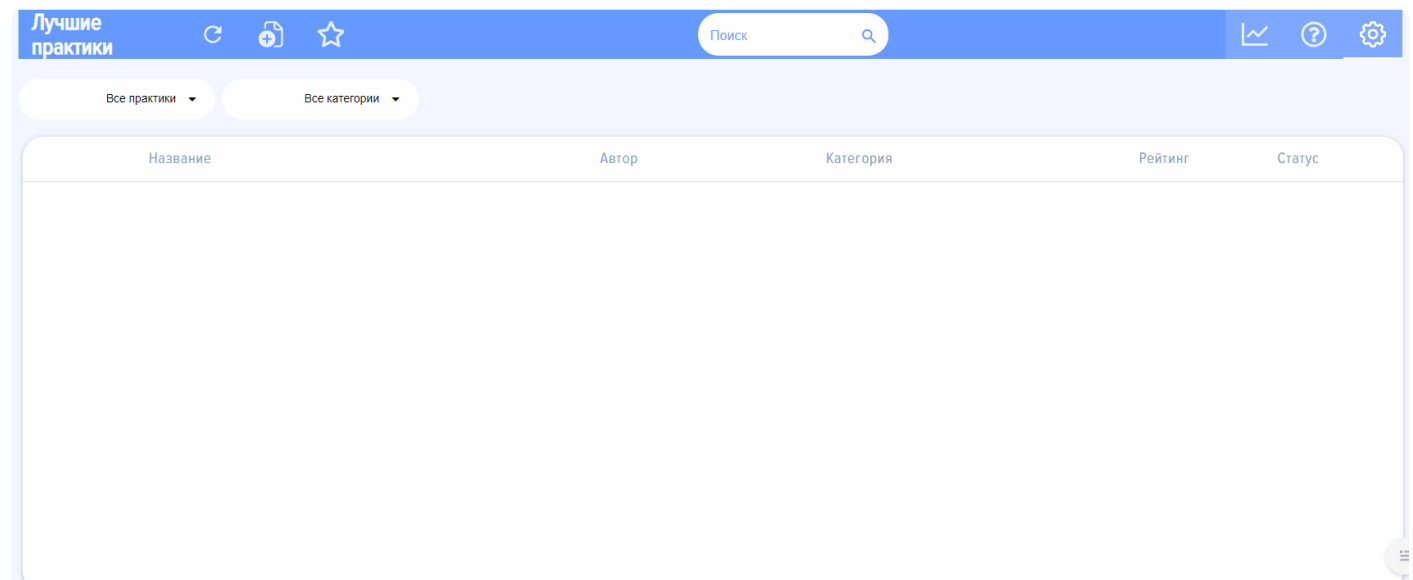 Лучшие
практики
Поиск
Все практики
Все категории
Название Автор Категория Рейтинг Статус